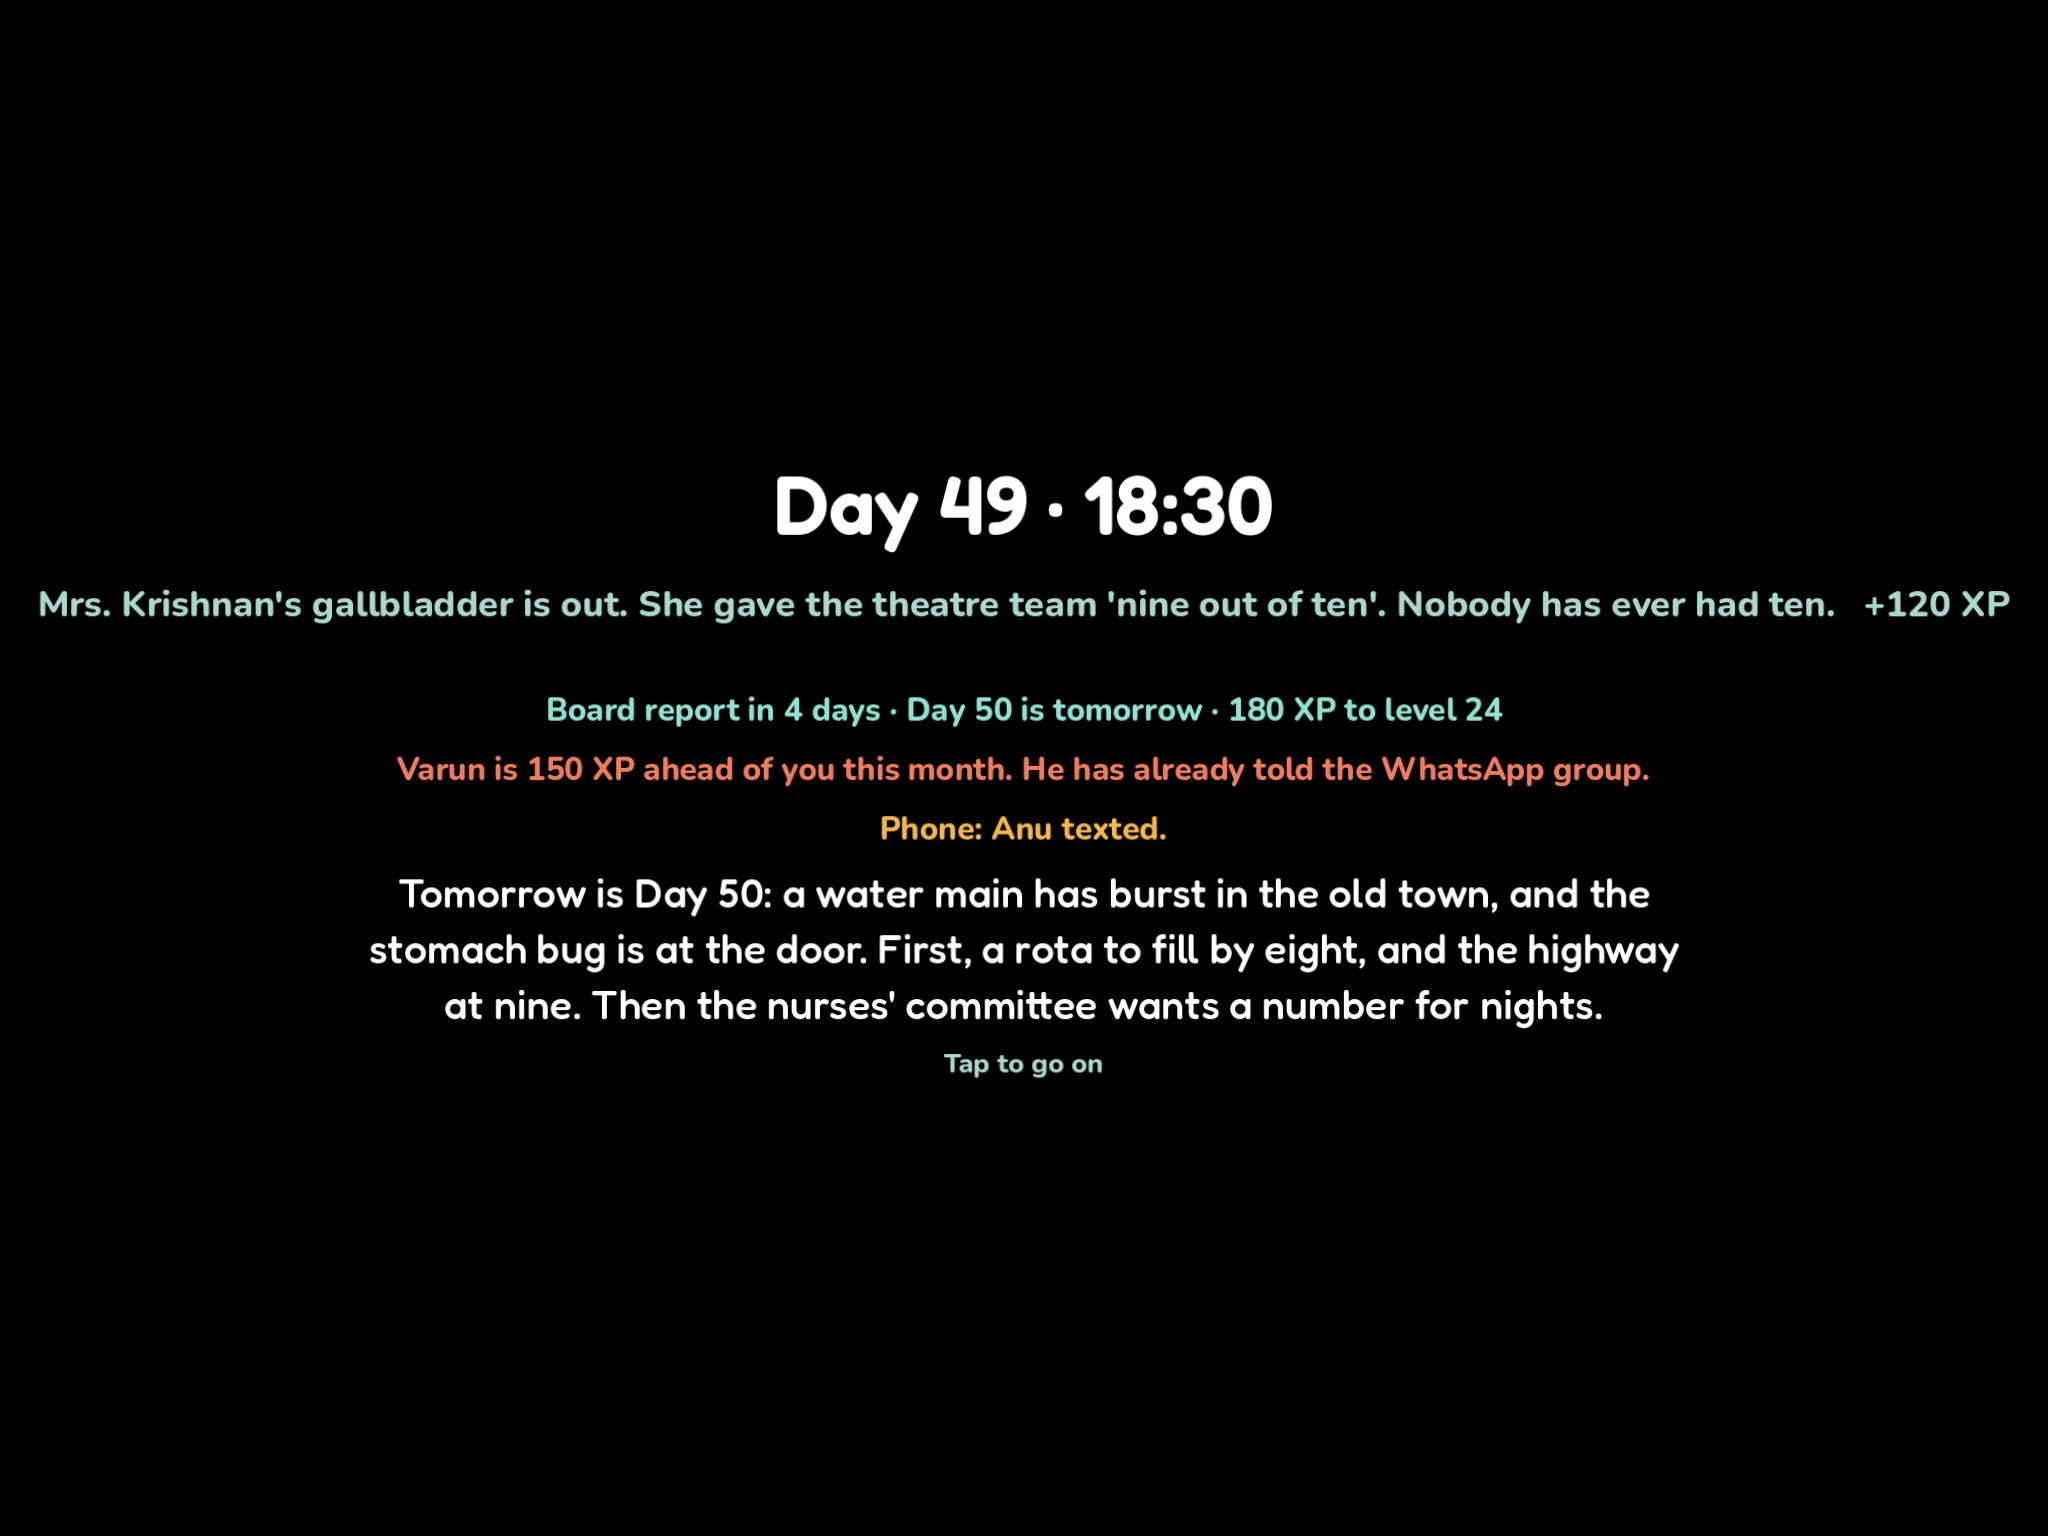 Day 49 · 18:30
Mrs. Krishnan's gallbladder is out. She gave the theatre team 'nine out of ten'. Nobody has ever had ten. +120 XP
Board report in 4 days · Day 50 is tomorrow · 180 XP to level 24
Varun is 150 XP ahead of you this month. He has already told the WhatsApp group.
Phone: Anu texted.
Tomorrow is Day 50: a water main has burst in the old town, and the
stomach bug is at the door. First, a rota to fill by eight, and the highway
at nine. Then the nurses' committee wants a number for nights.
Tap to go on